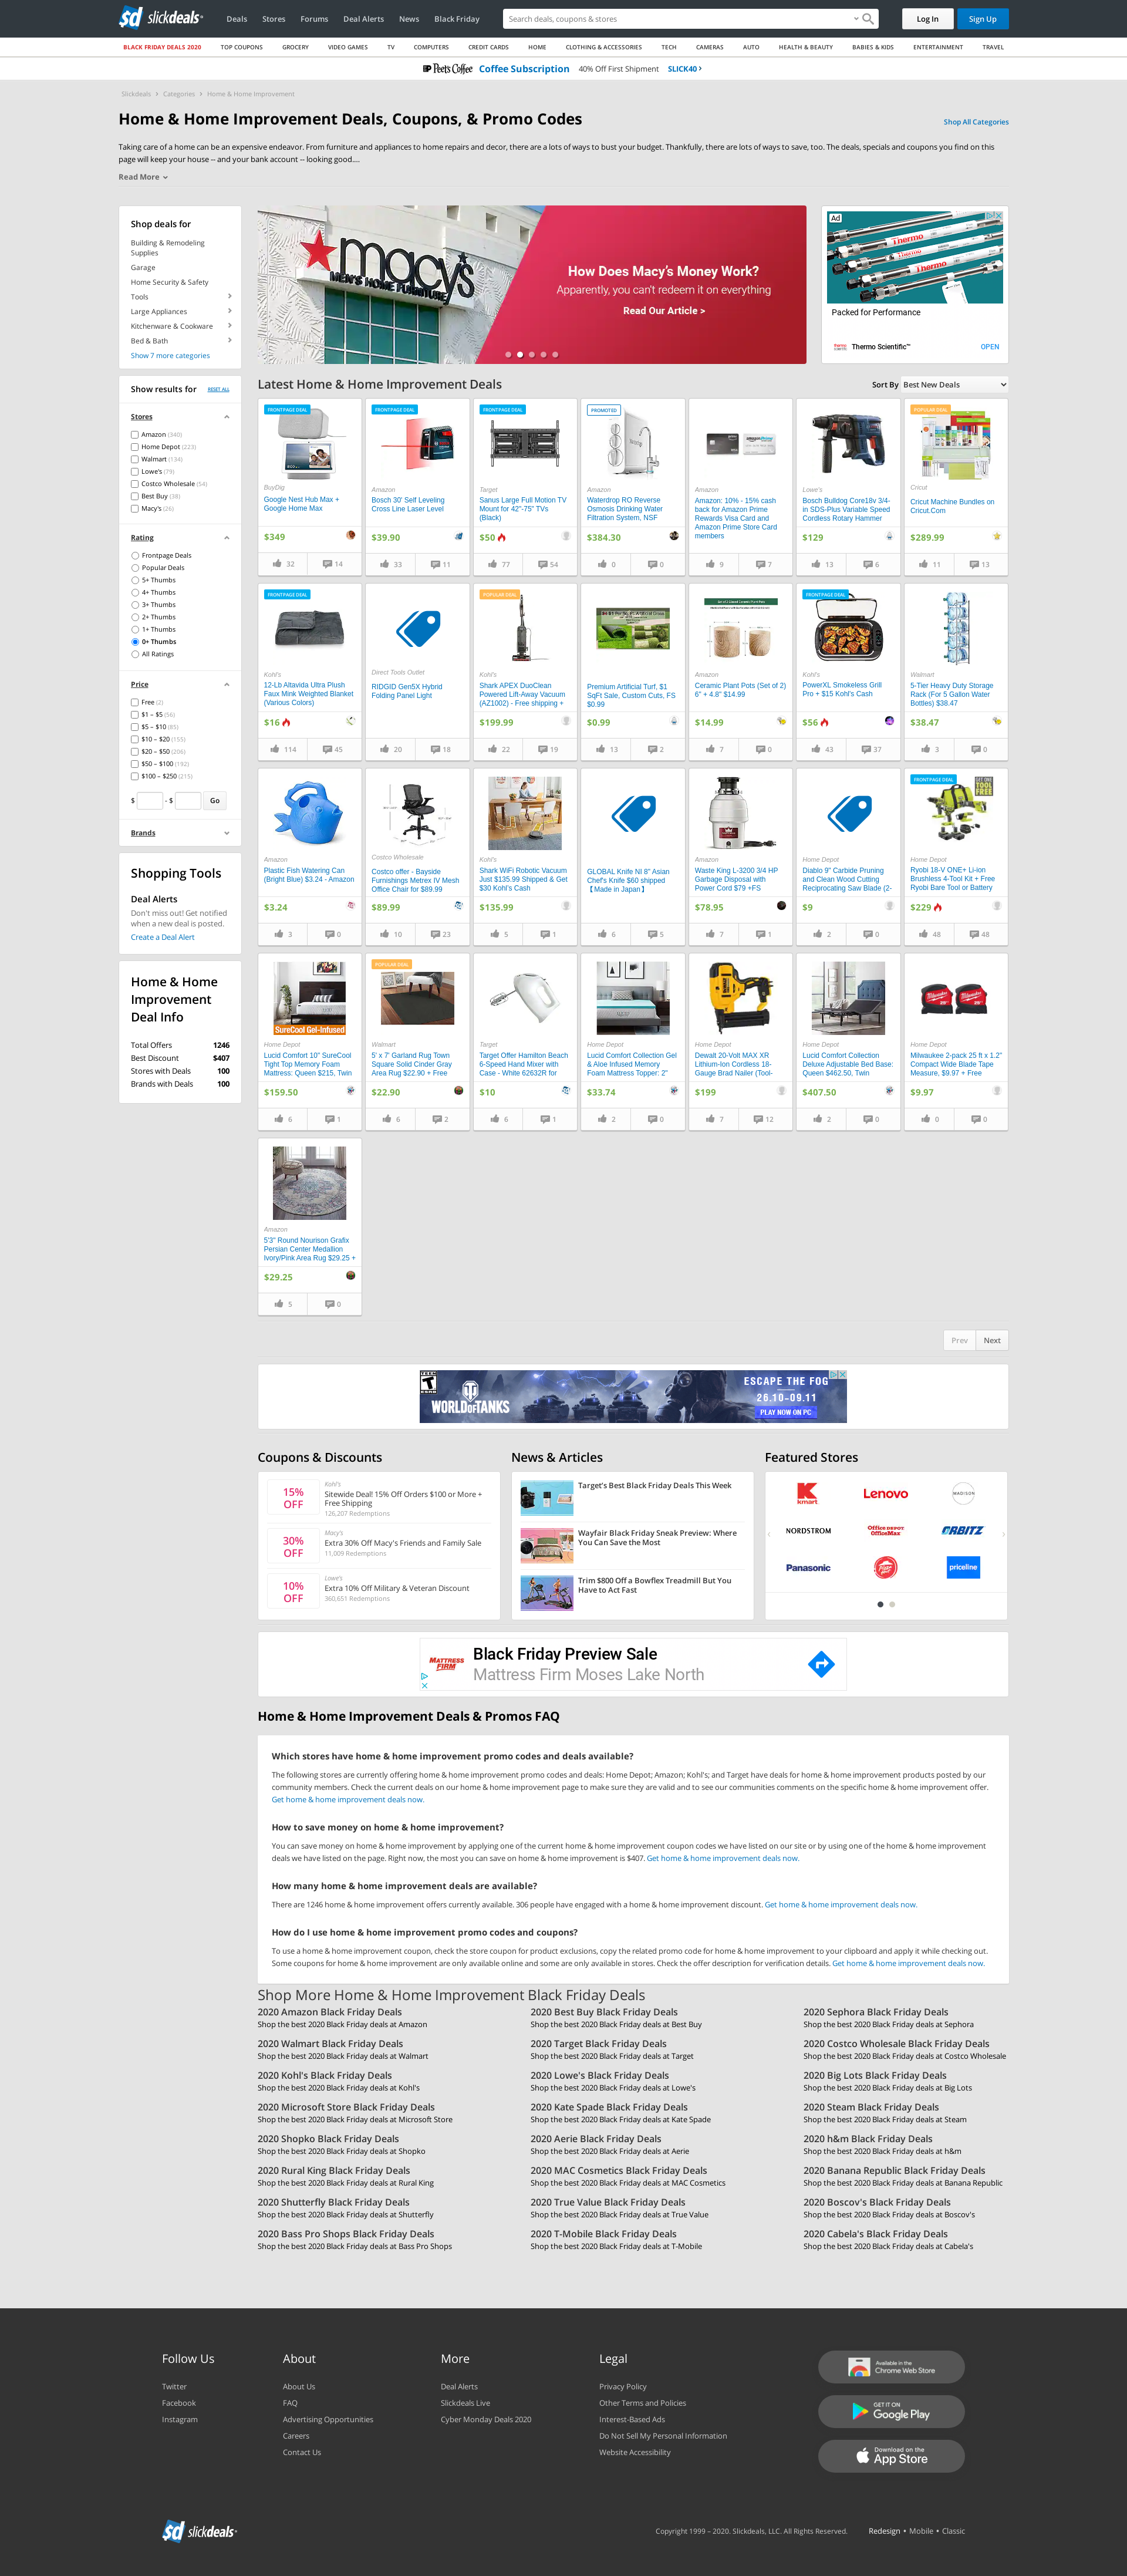 slickdeals
Deals
Stores
Forums
Deal Alerts
News
Black Friday
Search deals, coupons & stores
Log In
Sign Up
BLACK FRIDAY DEALS 2020
TOP COUPONS
GROCERY
VIDEO GAMES
TV
COMPUTERS
CREDIT CARDS
HOME
CLOTHING & ACCESSORIES
TECH
CAMERAS
AUTO
HEALTH & BEAUTY
BABIES & KIDS
ENTERTAINMENT
TRAVEL
Peet's Coffee Coffee Subscription 40% Off First Shipment SLICK40
Slickdeals > Categories > Home & Home Improvement
Home & Home Improvement Deals, Coupons, & Promo Codes
Shop All Categories
Taking care of a home can be an expensive endeavor. From furniture and appliances to home repairs and decor, there are a lots of ways to bust your budget. Thankfully, there are lots of ways to save, too. The deals, specials and coupons you find on this
page will keep your house -- and your bank account -- looking good....
Read More
Shop deals for
Building & Remodeling
Supplies
Garage
Home Security & Safety
Tools
Large Appliances
Kitchenware & Cookware
Bed & Bath
Show 7 more categories
Show results for RESET ALL
Stores
Amazon (340)
Home Depot (223)
Walmart (134)
Lowe's (79)
Costco Wholesale (54)
Best Buy (38)
Macy's (26)
Rating
Frontpage Deals
Popular Deals
5+ Thumbs
4+ Thumbs
3+ Thumbs
2+ Thumbs
1+ Thumbs
0+ Thumbs
All Ratings
Price
Free (2)
$1 – $5 (56)
$5 – $10 (85)
$10 – $20 (155)
$20 – $50 (206)
$50 – $100 (192)
$100 – $250 (215)
$ - $ Go
Brands
Shopping Tools
Deal Alerts
Don't miss out! Get notified
when a new deal is posted.
Create a Deal Alert
Home & Home
Improvement
Deal Info
Total Offers 1246
Best Discount $407
Stores with Deals 100
Brands with Deals 100
macys
MEN'S & HOME FURNITURE
How Does Macy's Money Work?
Apparently, you can't redeem it on everything
Read Our Article >
Ad
Thermo
Packed for Performance
Thermo Scientific™
OPEN
Latest Home & Home Improvement Deals
Sort By Best New Deals
FRONTPAGE DEAL
BuyDig
Google Nest Hub Max +
Google Home Max
$349
32 14
FRONTPAGE DEAL
Amazon
Bosch 30' Self Leveling
Cross Line Laser Level
$39.90
33 11
FRONTPAGE DEAL
Target
Sanus Large Full Motion TV
Mount for 42"-75" TVs
(Black)
$50
77 54
PROMOTED
Amazon
Waterdrop RO Reverse
Osmosis Drinking Water
Filtration System, NSF
$384.30
0 0
Amazon
Amazon: 10% - 15% cash
back for Amazon Prime
Rewards Visa Card and
Amazon Prime Store Card
members
9 7
Lowe's
Bosch Bulldog Core18v 3/4-
in SDS-Plus Variable Speed
Cordless Rotary Hammer
$129
13 6
POPULAR DEAL
Cricut
Cricut Machine Bundles on
Cricut.Com
$289.99
11 13
FRONTPAGE DEAL
Kohl's
12-Lb Altavida Ultra Plush
Faux Mink Weighted Blanket
(Various Colors)
$16
114 45
Direct Tools Outlet
RIDGID Gen5X Hybrid
Folding Panel Light
20 18
POPULAR DEAL
Kohl's
Shark APEX DuoClean
Powered Lift-Away Vacuum
(AZ1002) - Free shipping +
$199.99
22 19
Premium Artificial Turf, $1
SqFt Sale, Custom Cuts, FS
$0.99
$0.99
13 2
Amazon
Ceramic Plant Pots (Set of 2)
6" + 4.8" $14.99
$14.99
7 0
FRONTPAGE DEAL
Kohl's
PowerXL Smokeless Grill
Pro + $15 Kohl's Cash
$56
43 37
Walmart
5-Tier Heavy Duty Storage
Rack (For 5 Gallon Water
Bottles) $38.47
$38.47
3 0
Amazon
Plastic Fish Watering Can
(Bright Blue) $3.24 - Amazon
$3.24
3 0
Costco Wholesale
Costco offer - Bayside
Furnishings Metrex IV Mesh
Office Chair for $89.99
$89.99
10 23
Kohl's
Shark WiFi Robotic Vacuum
Just $135.99 Shipped & Get
$30 Kohl's Cash
$135.99
5 1
GLOBAL Knife NI 8" Asian
Chef's Knife $60 shipped
【Made in Japan】
6 5
Amazon
Waste King L-3200 3/4 HP
Garbage Disposal with
Power Cord $79 +FS
$78.95
7 1
Home Depot
Diablo 9" Carbide Pruning
and Clean Wood Cutting
Reciprocating Saw Blade (2-
$9
2 0
FRONTPAGE DEAL
GET ONE
TOOL
FREE
Home Depot
Ryobi 18-V ONE+ Li-ion
Brushless 4-Tool Kit + Free
Ryobi Bare Tool or Battery
$229
48 48
SureCool Gel-Infused
Home Depot
Lucid Comfort 10" SureCool
Tight Top Memory Foam
Mattress: Queen $215, Twin
$159.50
6 1
POPULAR DEAL
Walmart
5' x 7' Garland Rug Town
Square Solid Cinder Gray
Area Rug $22.90 + Free
$22.90
6 2
Target
Target Offer Hamilton Beach
6-Speed Hand Mixer with
Case - White 62632R for
$10
6 1
Home Depot
Lucid Comfort Collection Gel
& Aloe Infused Memory
Foam Mattress Topper: 2"
$33.74
2 0
Home Depot
Dewalt 20-Volt MAX XR
Lithium-Ion Cordless 18-
Gauge Brad Nailer (Tool-
$199
7 12
Home Depot
Lucid Comfort Collection
Deluxe Adjustable Bed Base:
Queen $462.50, Twin
$407.50
2 0
Home Depot
Milwaukee 2-pack 25 ft x 1.2"
Compact Wide Blade Tape
Measure, $9.97 + Free
$9.97
0 0
Amazon
5'3" Round Nourison Grafix
Persian Center Medallion
Ivory/Pink Area Rug $29.25 +
$29.25
5 0
Prev Next
WORLD OF TANKS
ESCAPE THE FOG
26.10-09.11
PLAY NOW ON PC
Coupons & Discounts
15%
OFF
Kohl's
Sitewide Deal! 15% Off Orders $100 or More +
Free Shipping
126,207 Redemptions
30%
OFF
Macy's
Extra 30% Off Macy's Friends and Family Sale
11,009 Redemptions
10%
OFF
Lowe's
Extra 10% Off Military & Veteran Discount
360,651 Redemptions
News & Articles
Target's Best Black Friday Deals This Week
Wayfair Black Friday Sneak Preview: Where
You Can Save the Most
Trim $800 Off a Bowflex Treadmill But You
Have to Act Fast
Featured Stores
kmart
Lenovo
MADISON
NORDSTROM
Office DEPOT
OfficeMax
ORBITZ
Panasonic
priceline
MATTRESS
FIRM
Black Friday Preview Sale
Mattress Firm Moses Lake North
Home & Home Improvement Deals & Promos FAQ
Which stores have home & home improvement promo codes and deals available?
The following stores are currently offering home & home improvement promo codes and deals: Home Depot; Amazon; Kohl's; and Target have deals for home & home improvement products posted by our
community members. Check the current deals on our home & home improvement page to make sure they are valid and to see our communities comments on the specific home & home improvement offer.
Get home & home improvement deals now.
How to save money on home & home improvement?
You can save money on home & home improvement by applying one of the current home & home improvement coupon codes we have listed on our site or by using one of the home & home improvement
deals we have listed on the page. Right now, the most you can save on home & home improvement is $407. Get home & home improvement deals now.
How many home & home improvement deals are available?
There are 1246 home & home improvement offers currently available. 306 people have engaged with a home & home improvement discount. Get home & home improvement deals now.
How do I use home & home improvement promo codes and coupons?
To use a home & home improvement coupon, check the store coupon for product exclusions, copy the related promo code for home & home improvement to your clipboard and apply it while checking out.
Some coupons for home & home improvement are only available online and some are only available in stores. Check the offer description for verification details. Get home & home improvement deals now.
Shop More Home & Home Improvement Black Friday Deals
2020 Amazon Black Friday Deals
Shop the best 2020 Black Friday deals at Amazon
2020 Best Buy Black Friday Deals
Shop the best 2020 Black Friday deals at Best Buy
2020 Sephora Black Friday Deals
Shop the best 2020 Black Friday deals at Sephora
2020 Walmart Black Friday Deals
Shop the best 2020 Black Friday deals at Walmart
2020 Target Black Friday Deals
Shop the best 2020 Black Friday deals at Target
2020 Costco Wholesale Black Friday Deals
Shop the best 2020 Black Friday deals at Costco Wholesale
2020 Kohl's Black Friday Deals
Shop the best 2020 Black Friday deals at Kohl's
2020 Lowe's Black Friday Deals
Shop the best 2020 Black Friday deals at Lowe's
2020 Big Lots Black Friday Deals
Shop the best 2020 Black Friday deals at Big Lots
2020 Microsoft Store Black Friday Deals
Shop the best 2020 Black Friday deals at Microsoft Store
2020 Kate Spade Black Friday Deals
Shop the best 2020 Black Friday deals at Kate Spade
2020 Steam Black Friday Deals
Shop the best 2020 Black Friday deals at Steam
2020 Shopko Black Friday Deals
Shop the best 2020 Black Friday deals at Shopko
2020 Aerie Black Friday Deals
Shop the best 2020 Black Friday deals at Aerie
2020 h&m Black Friday Deals
Shop the best 2020 Black Friday deals at h&m
2020 Rural King Black Friday Deals
Shop the best 2020 Black Friday deals at Rural King
2020 MAC Cosmetics Black Friday Deals
Shop the best 2020 Black Friday deals at MAC Cosmetics
2020 Banana Republic Black Friday Deals
Shop the best 2020 Black Friday deals at Banana Republic
2020 Shutterfly Black Friday Deals
Shop the best 2020 Black Friday deals at Shutterfly
2020 True Value Black Friday Deals
Shop the best 2020 Black Friday deals at True Value
2020 Boscov's Black Friday Deals
Shop the best 2020 Black Friday deals at Boscov's
2020 Bass Pro Shops Black Friday Deals
Shop the best 2020 Black Friday deals at Bass Pro Shops
2020 T-Mobile Black Friday Deals
Shop the best 2020 Black Friday deals at T-Mobile
2020 Cabela's Black Friday Deals
Shop the best 2020 Black Friday deals at Cabela's
Follow Us
Twitter
Facebook
Instagram
About
About Us
FAQ
Advertising Opportunities
Careers
Contact Us
More
Deal Alerts
Slickdeals Live
Cyber Monday Deals 2020
Legal
Privacy Policy
Other Terms and Policies
Interest-Based Ads
Do Not Sell My Personal Information
Website Accessibility
Available in the
Chrome Web Store
GET IT ON
Google Play
Download on the
App Store
slickdeals
Copyright 1999 – 2020. Slickdeals, LLC. All Rights Reserved.
Redesign • Mobile • Classic